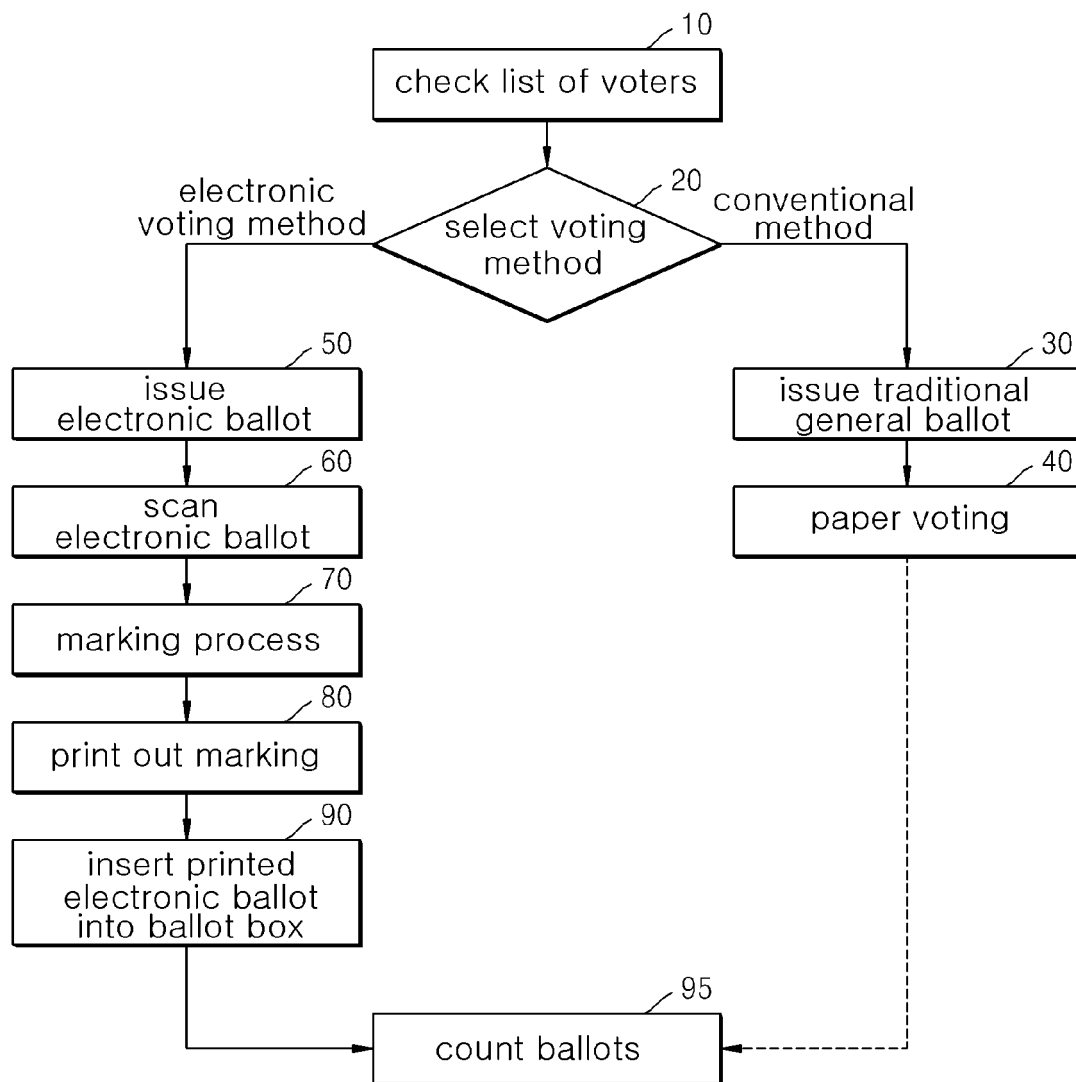 10
check list of voters
20
select voting
method
electronic
voting method
conventional
method
50
issue
electronic ballot
60
scan
electronic ballot
70
marking process
80
print out marking
90
insert printed
electronic ballot
into ballot box
30
issue traditional
general ballot
40
paper voting
95
count ballots